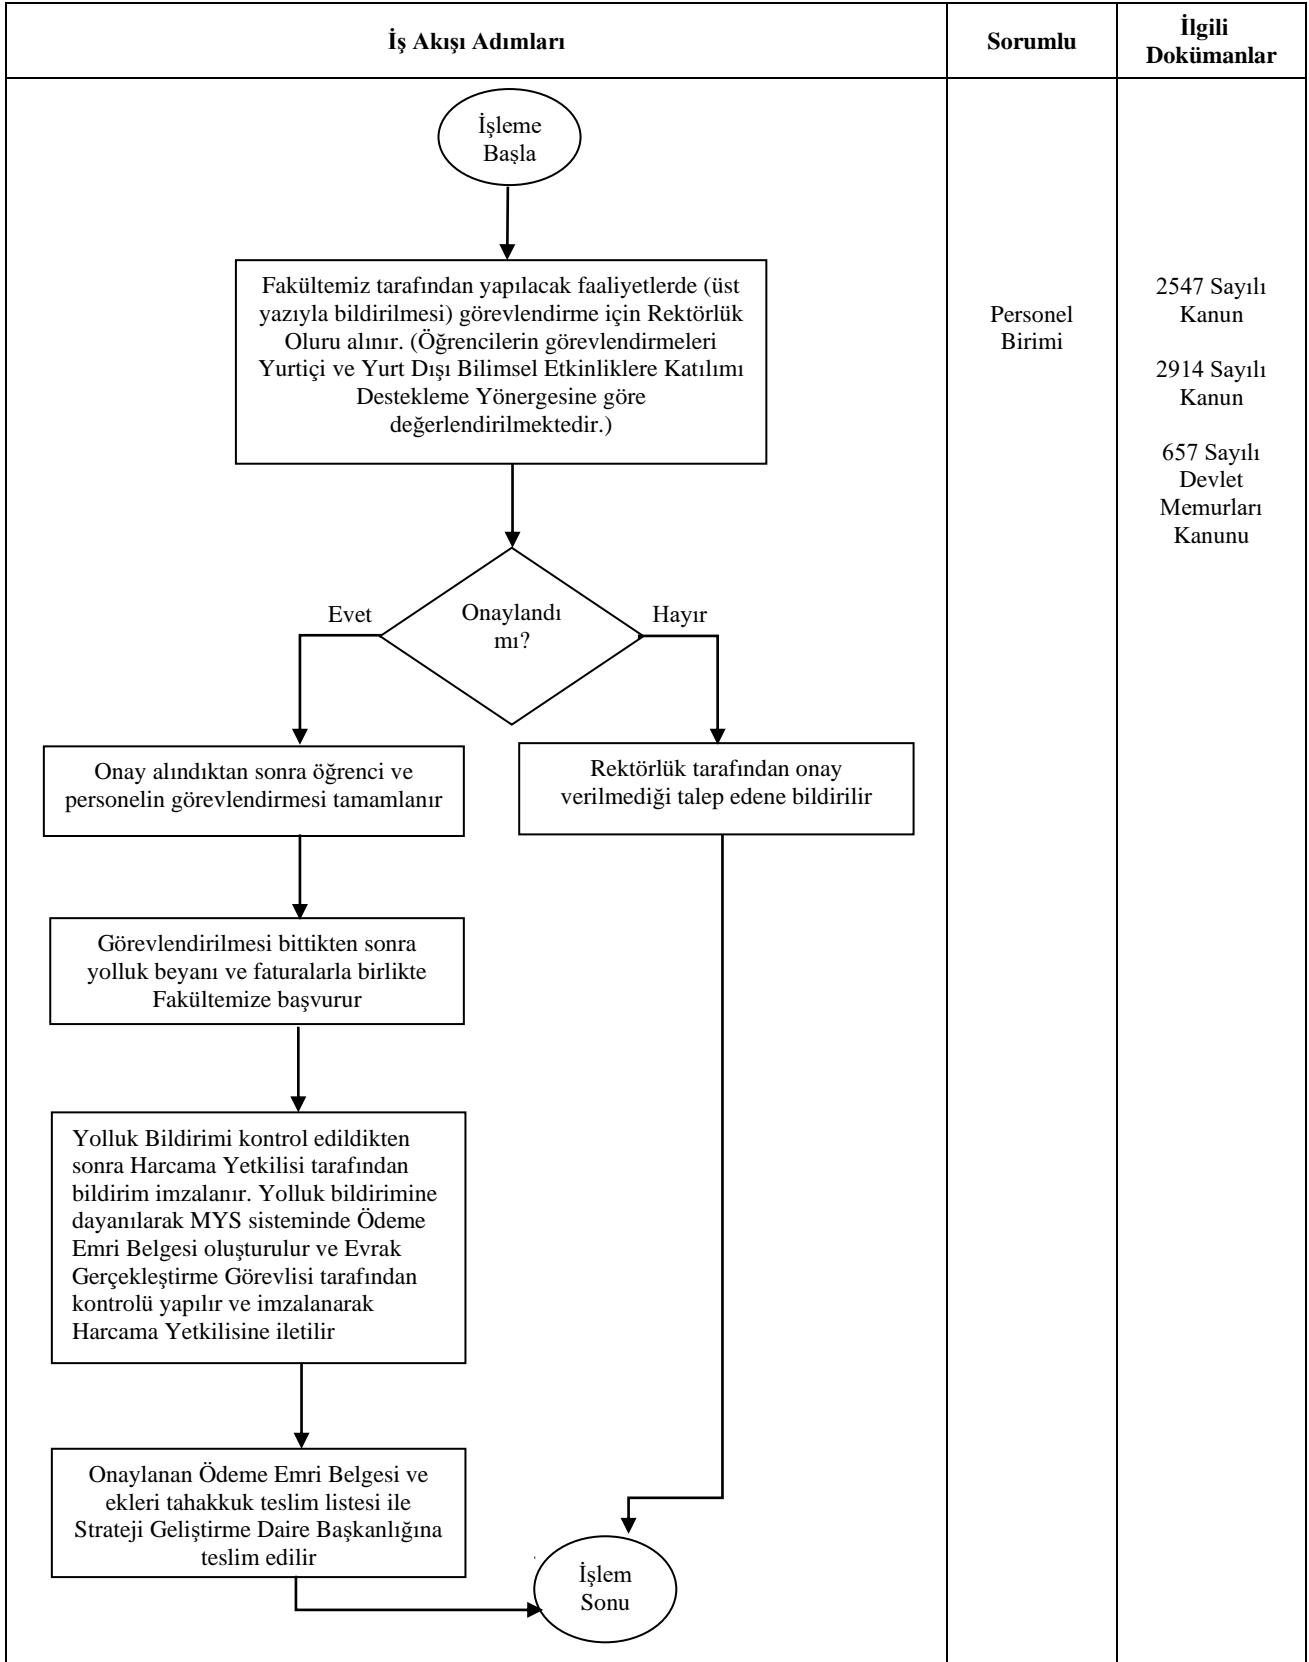 İş Akışı Adımları
Sorumlu
İlgili
Dokümanlar
İşleme
Başla
Fakültemiz tarafından yapılacak faaliyetlerde (üst
yazıyla bildirilmesi) görevlendirme için Rektörlük
Oluru alınır. (Öğrencilerin görevlendirmeleri
Yurtiçi ve Yurt Dışı Bilimsel Etkinliklere Katılımı
Destekleme Yönergesine göre
değerlendirilmektedir.)
Personel
Birimi
2547 Sayılı
Kanun
2914 Sayılı
Kanun
657 Sayılı
Devlet
Memurları
Kanunu
Evet
Onaylandı
mı?
Hayır
Onay alındıktan sonra öğrenci ve
personelin görevlendirmesi tamamlanır
Rektörlük tarafından onay
verilmediği talep edene bildirilir
Görevlendirilmesi bittikten sonra
yolluk beyanı ve faturalarla birlikte
Fakültemize başvurur
Yolluk Bildirimi kontrol edildikten
sonra Harcama Yetkilisi tarafından
bildirim imzalanır. Yolluk bildirimine
dayanılarak MYS sisteminde Ödeme
Emri Belgesi oluşturulur ve Evrak
Gerçekleştirme Görevlisi tarafından
kontrolü yapılır ve imzalanarak
Harcama Yetkilisine iletilir
Onaylanan Ödeme Emri Belgesi ve
ekleri tahakkuk teslim listesi ile
Strateji Geliştirme Daire Başkanlığına
teslim edilir
İşlem
Sonu